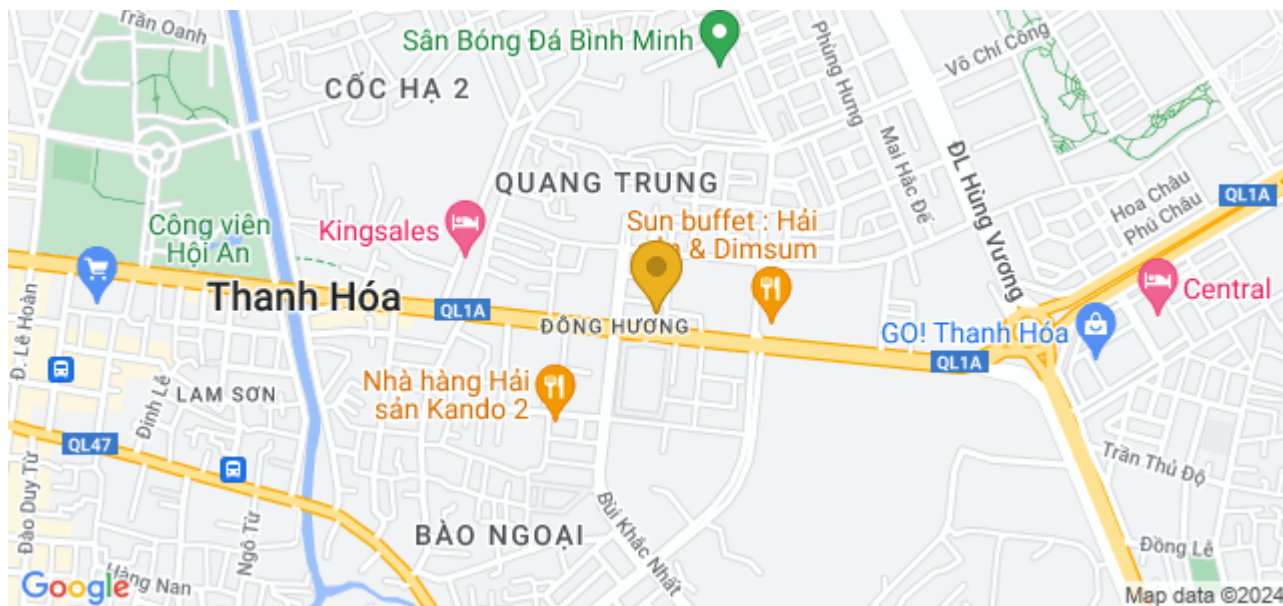 Trần Oanh
Sân Bóng Đá Bình Minh
Phùng Hưng
Võ Chí Công
CỐC HẠ 2
Mai Hắc Đế
ĐL Hùng Vương
QUANG TRUNG
Hoa Châu
Phú Châu
QL1A
Công viên
Hội An
Kingsales
Sun buffet : Hải
& Dimsum
Thanh Hóa
QL1A
ĐÔNG HƯƠNG
Central
GO! Thanh Hóa
QL1A
Đ. Lê Hoàn
Đinh Lễ
LAM SƠN
Nhà hàng Hải
sản Kando 2
QL47
Trần Thủ Độ
Đào Duy Từ
Ngô Từ
BÀO NGOẠI
Bùi Khắc Nhất
Đồng Lễ
Hàng Nan
Google
Map data ©2024